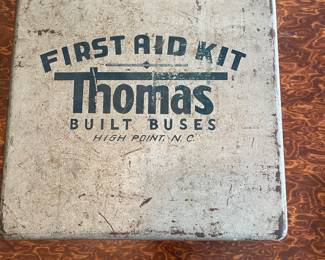 FIRST AID KIT
Thomas
BUILT BUSES
HIGH POINT, N.C.